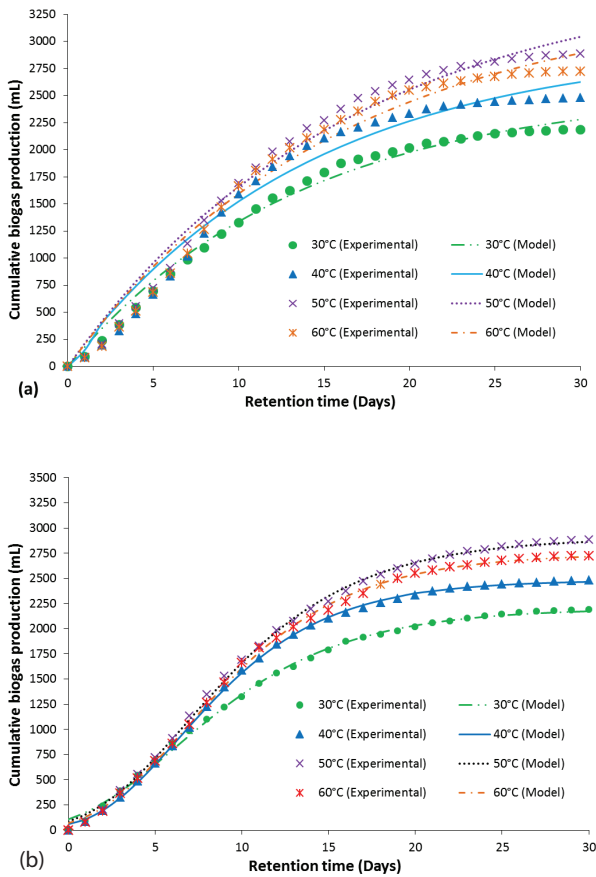 3250
3000
2750
2500
2250
2000
1750
1500
1250
1000
750
500
250
0
Cumulative biogas production (mL)
30°C (Experimental) 30°C (Model)
40°C (Experimental) 40°C (Model)
50°C (Experimental) 50°C (Model)
60°C (Experimental) 60°C (Model)
0 5 10 15 20 25 30
(a)
Retention time (Days)
3500
3250
3000
2750
2500
2250
2000
1750
1500
1250
1000
750
500
250
0
Cumulative biogas production (mL)
30°C (Experimental) 30°C (Model)
40°C (Experimental) 40°C (Model)
50°C (Experimental) 50°C (Model)
60°C (Experimental) 60°C (Model)
0 5 10 15 20 25 30
(b)
Retention time (Days)